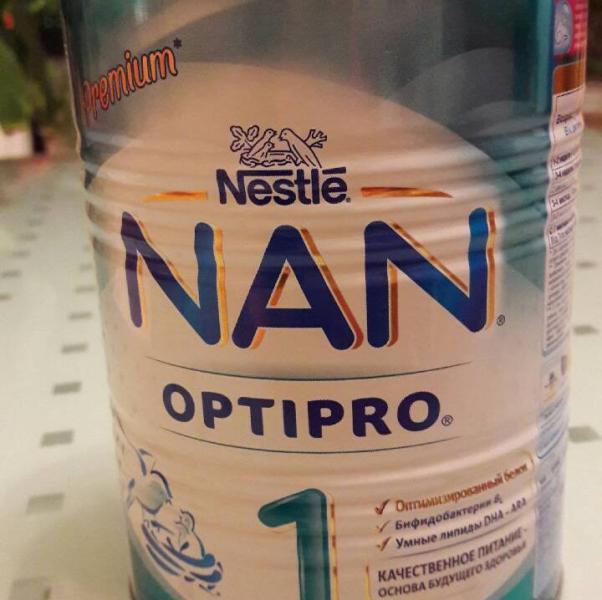 Premium*
Nestlé®
NAN®
OPTIPRO®
1
Оптимизированный белок
Бифидобактерии &
Умные липиды DHA - ARA
КАЧЕСТВЕННОЕ ПИТАНИЕ -
ОСНОВА БУДУЩЕГО ЗДОРОВЬЯ